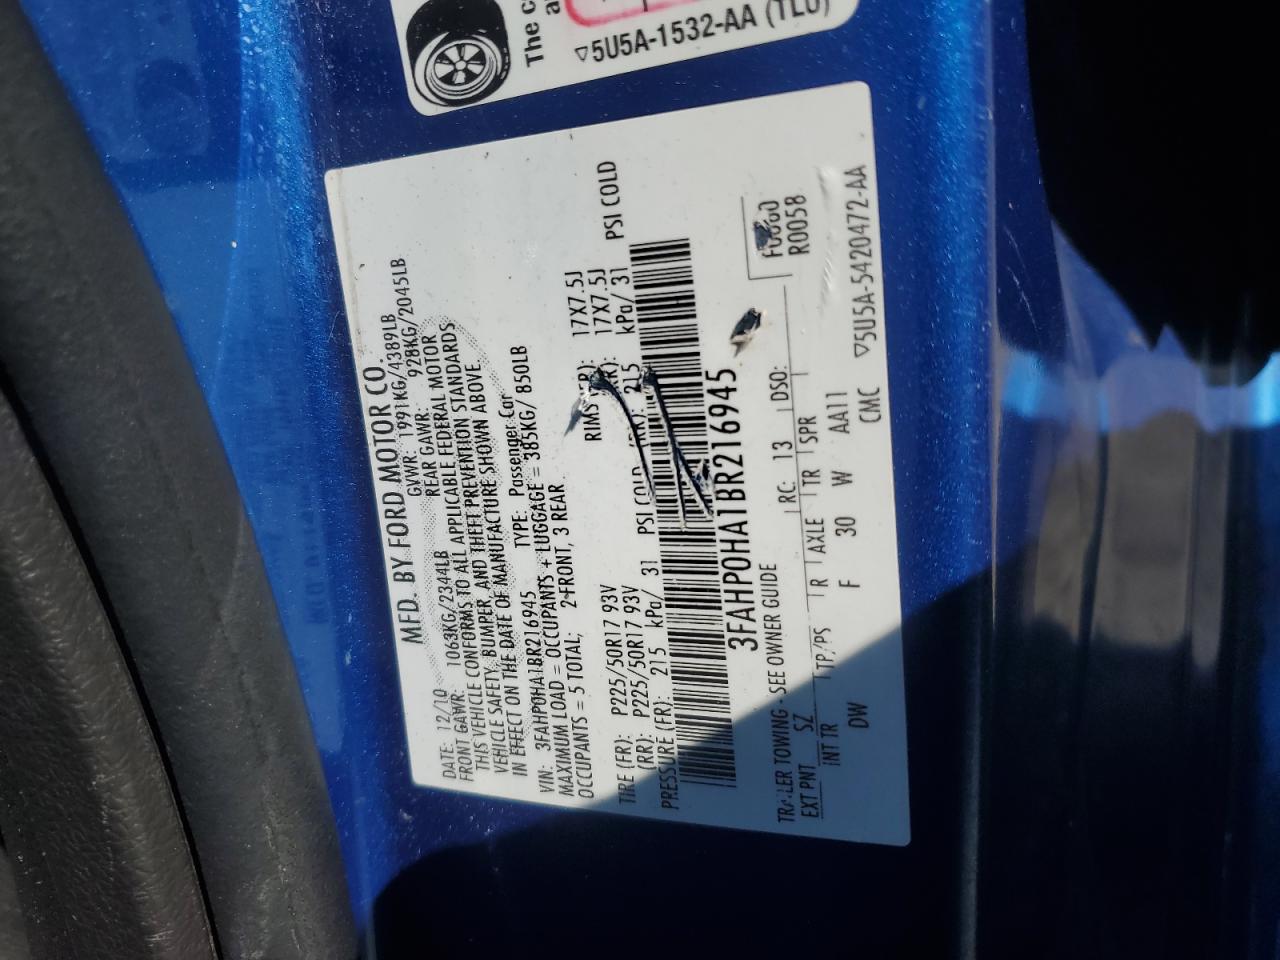 The c
a
▽5U5A-1532-AA (TLU)
MFD. BY FORD MOTOR CO.
DATE: 12/10 GVWR: 1991KG/4389LB
FRONT GAWR: 1063KG/2344LB REAR GAWR: 928KG/2045LB
THIS VEHICLE CONFORMS TO ALL APPLICABLE FEDERAL MOTOR
VEHICLE SAFETY, BUMPER, AND THEFT PREVENTION STANDARDS
IN EFFECT ON THE DATE OF MANUFACTURE SHOWN ABOVE.
VIN: 3FAHP0HA1BR216945 TYPE: Passenger Car
MAXIMUM LOAD = OCCUPANTS + LUGGAGE = 385KG/ 850LB
OCCUPANTS = 5 TOTAL; 2-FRONT, 3 REAR
TIRE (FR): P225/50R17 93V RIMS 17X7.5J
(RR): P225/50R17 93V 17X7.5J
PRESSURE (FR): 215 kPa/ 31 PSI COLD 215 kPa/ 31 PSI COLD
3FAHP0HA1BR216945
TRAILER TOWING - SEE OWNER GUIDE
R0058
EXT PNT SZ RC: 13 DSO:
INT TR TP/PS R AXLE TR SPR
DW F 30 W AA11
CMC ▽5U5A-5420472-AA